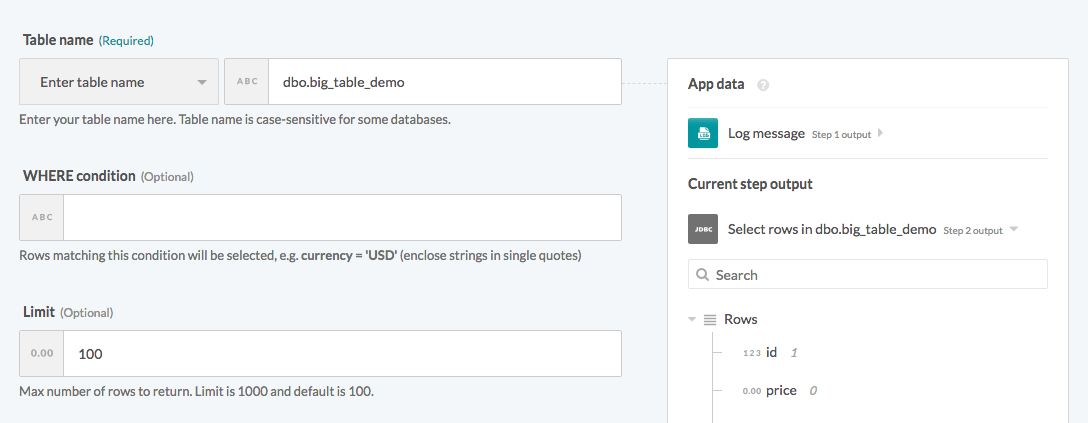 Table name (Required)
Enter table name
ABC
dbo.big_table_demo
Enter your table name here. Table name is case-sensitive for some databases.
WHERE condition (Optional)
ABC
Rows matching this condition will be selected, e.g. currency = 'USD' (enclose strings in single quotes)
Limit (Optional)
0.00
100
Max number of rows to return. Limit is 1000 and default is 100.
App data ?
Log message Step 1 output
Current step output
JDBC
Select rows in dbo.big_table_demo Step 2 output
Search
Rows
123 id 1
0.00 price 0